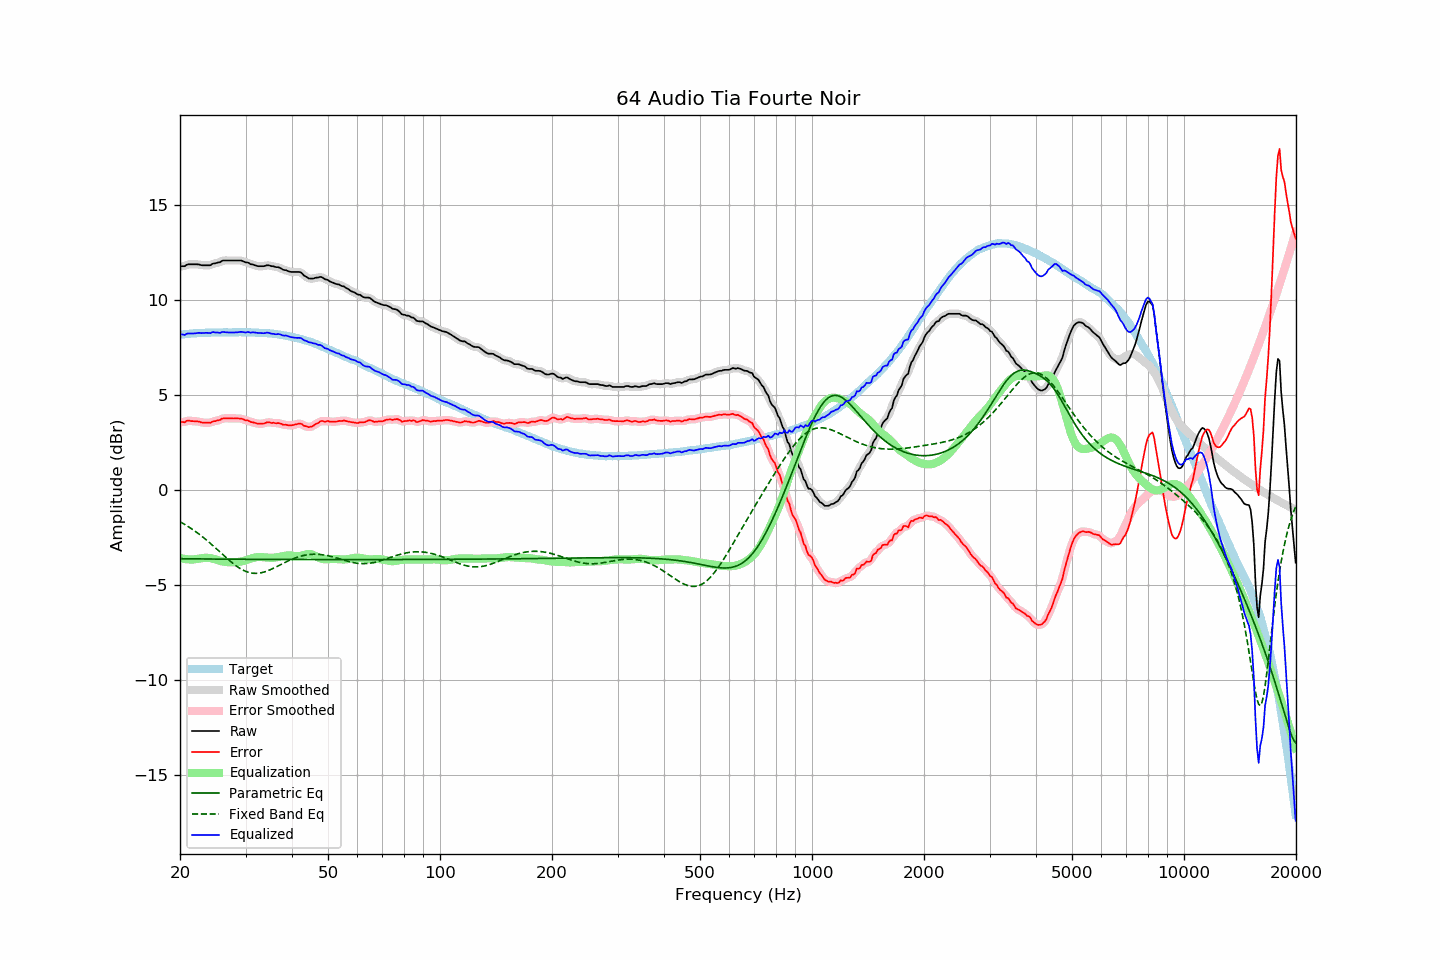 64 Audio Tia Fourte Noir
Amplitude (dBr)
15
10
5
0
−5
−10
−15
Target
Raw Smoothed
Error Smoothed
Raw
Error
Equalization
Parametric Eq
Fixed Band Eq
Equalized
20 50 100 200 500 1000 2000 5000 10000 20000
Frequency (Hz)